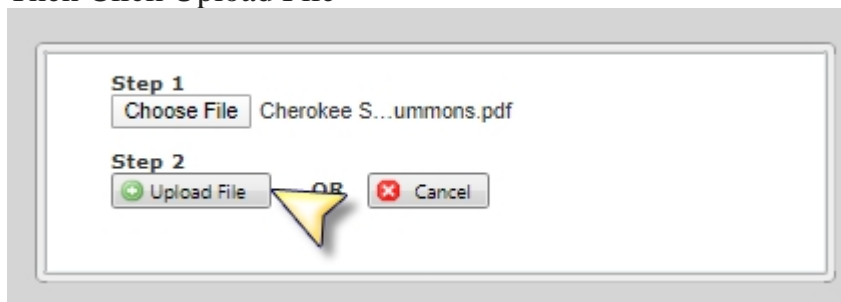 Then Click Upload File
Step 1
Choose File Cherokee S...ummons.pdf
Step 2
Upload File OR Cancel